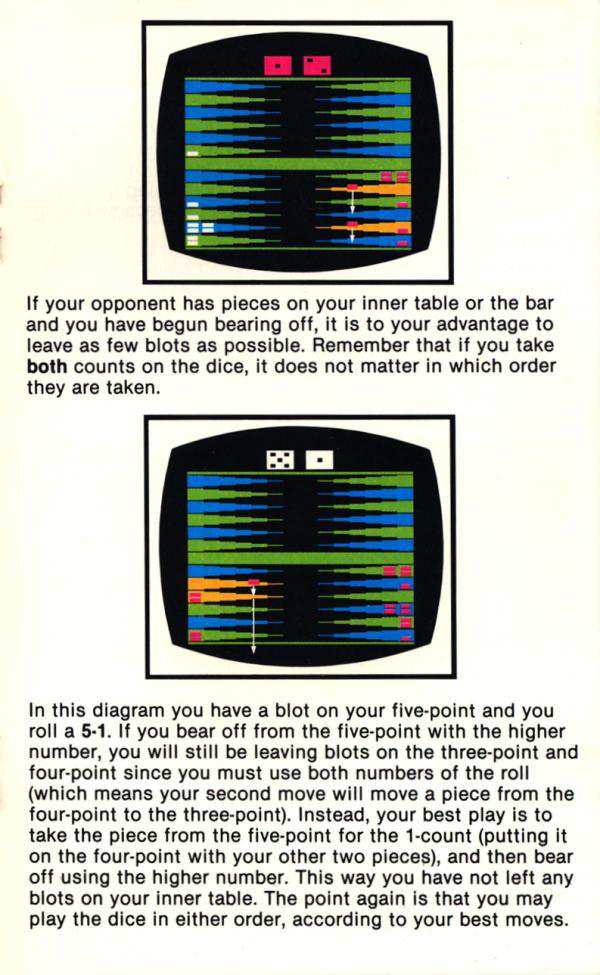 If your opponent has pieces on your inner table or the bar
and you have begun bearing off, it is to your advantage to
leave as few blots as possible. Remember that if you take
both counts on the dice, it does not matter in which order
they are taken.
In this diagram you have a blot on your five-point and you
roll a 5-1. If you bear off from the five-point with the higher
number, you will still be leaving blots on the three-point and
four-point since you must use both numbers of the roll
(which means your second move will move a piece from the
four-point to the three-point). Instead, your best play is to
take the piece from the five-point for the 1-count (putting it
on the four-point with your other two pieces), and then bear
off using the higher number. This way you have not left any
blots on your inner table. The point again is that you may
play the dice in either order, according to your best moves.